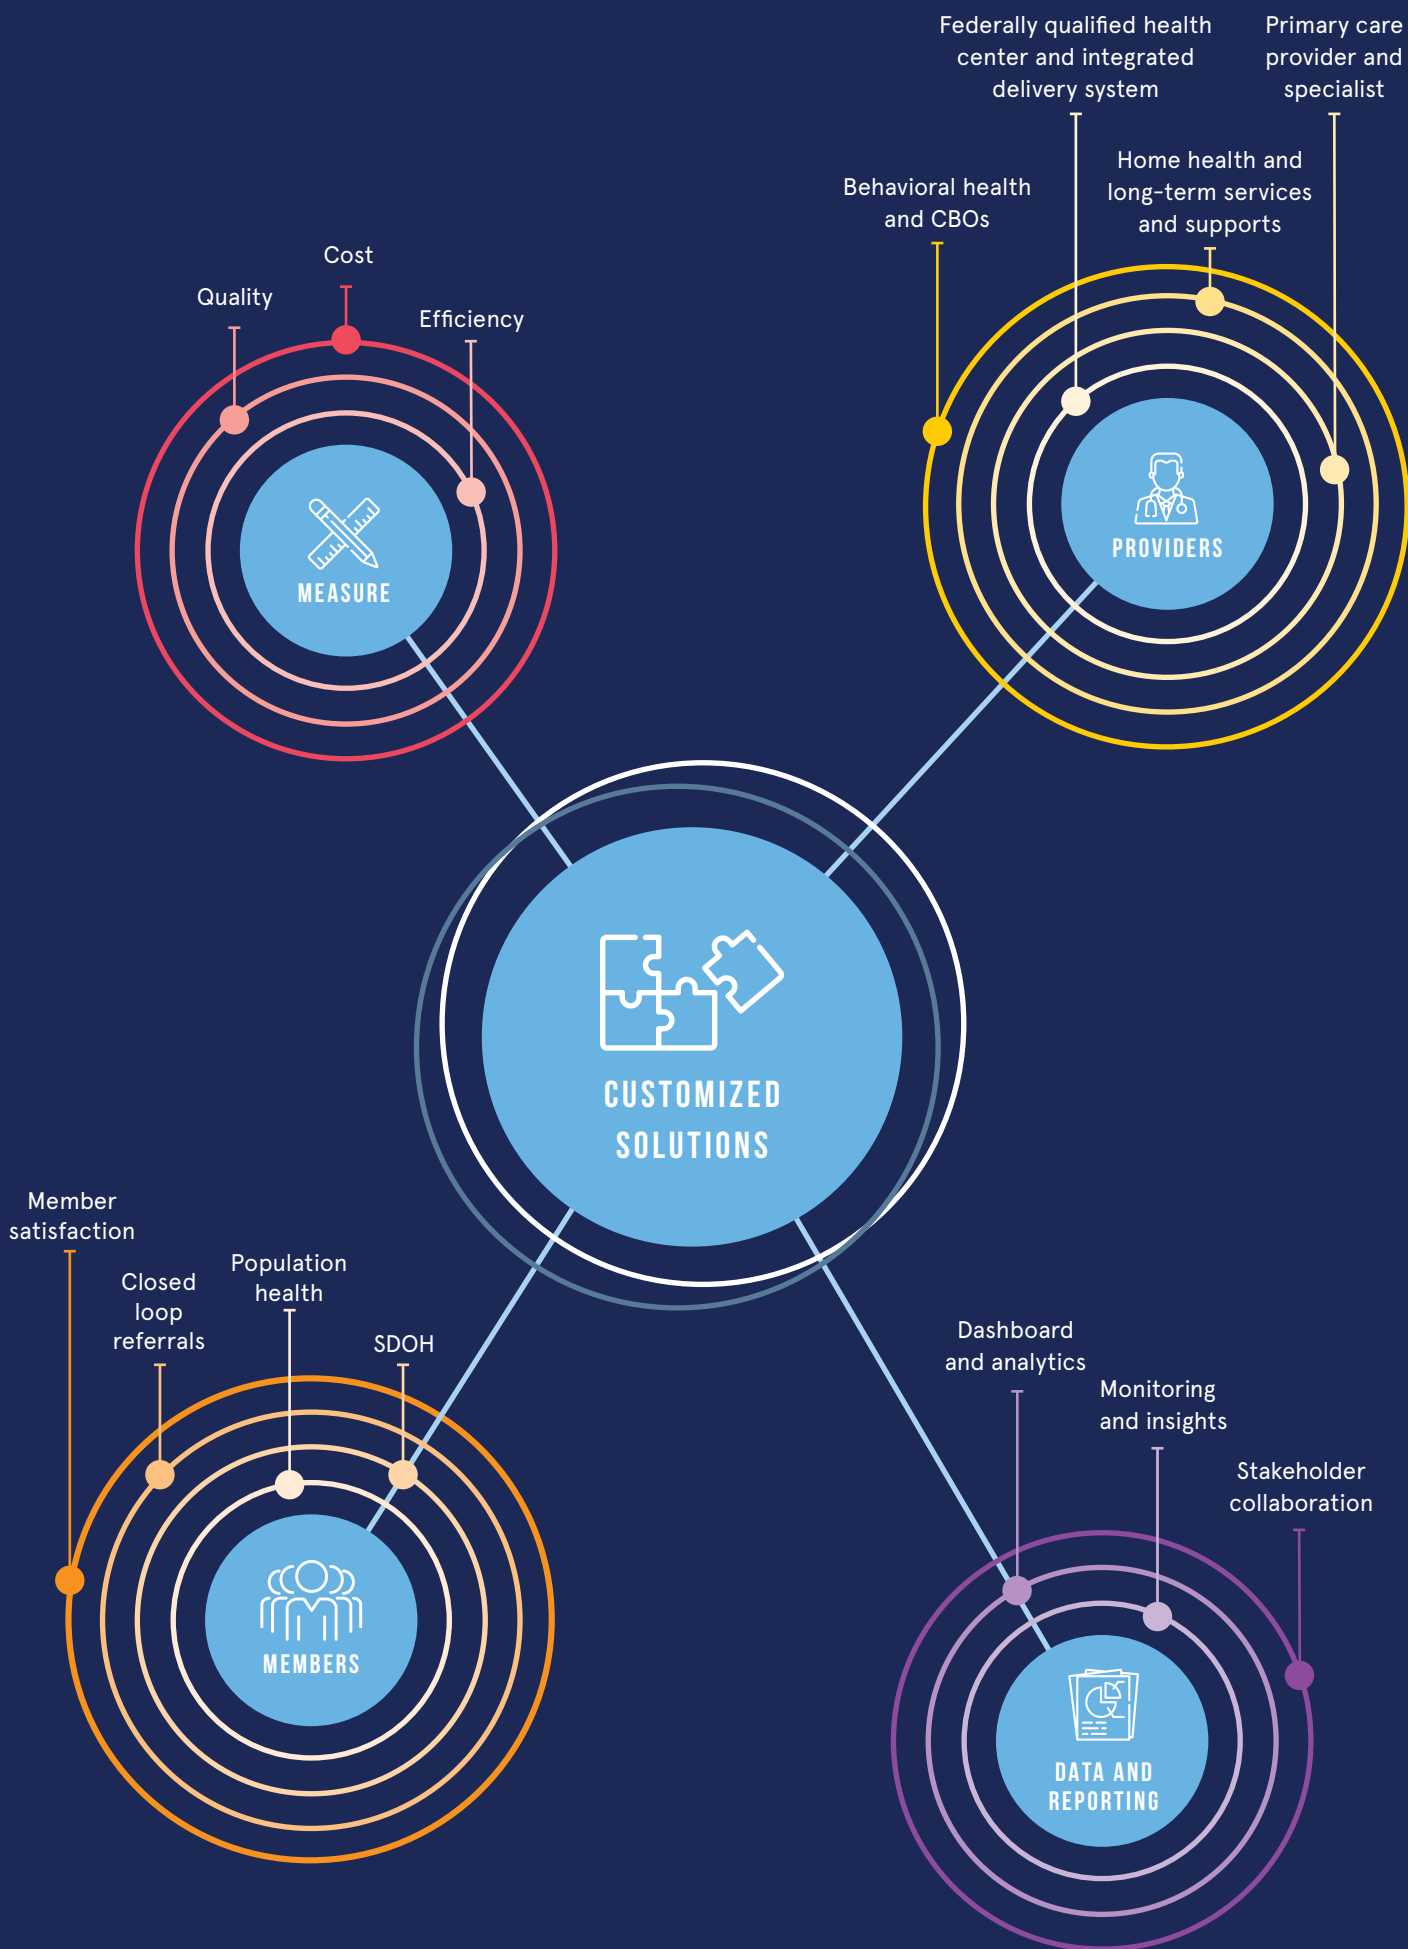 Federally qualified health
center and integrated
delivery system
Primary care
provider and
specialist
Behavioral health
and CBOs
Home health and
long-term services
and supports
Cost
Quality
Efficiency
MEASURE
PROVIDERS
CUSTOMIZED
SOLUTIONS
Member
satisfaction
Closed
loop
referrals
Population
health
SDOH
MEMBERS
Dashboard
and analytics
Monitoring
and insights
Stakeholder
collaboration
DATA AND
REPORTING